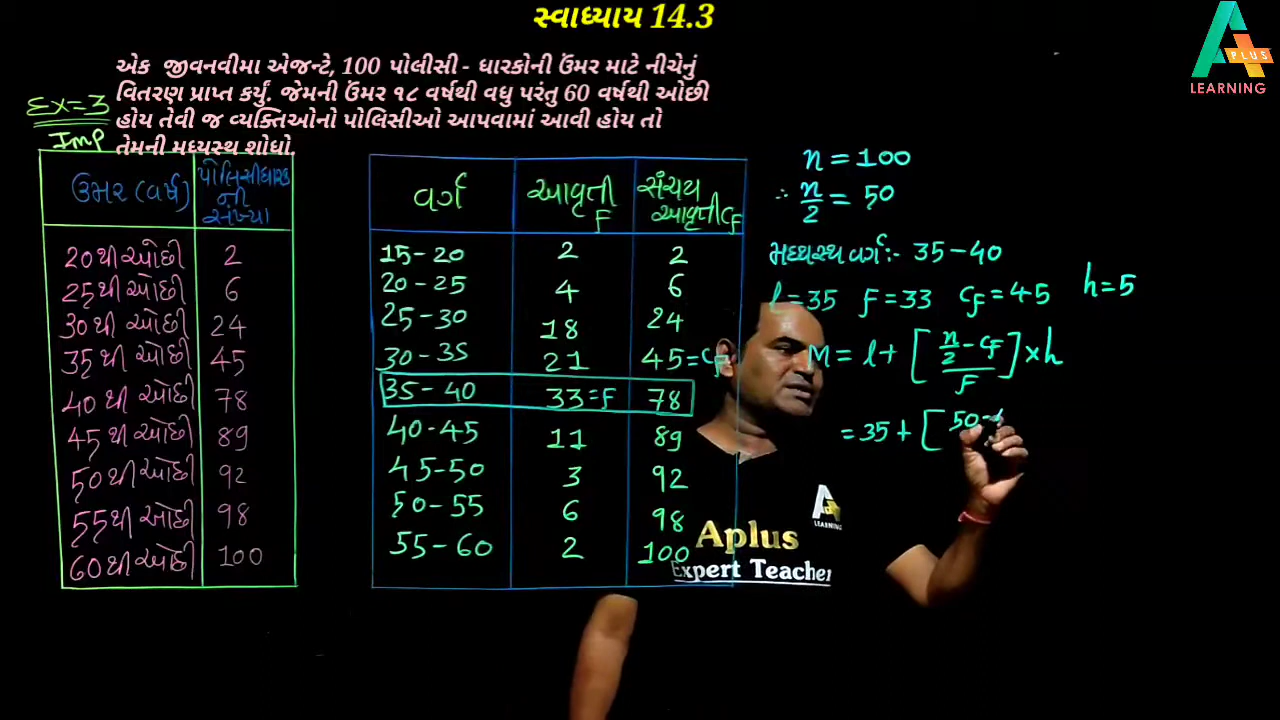 સ્વાધ્યાય 14.3
A
PLUS
LEARNING
એક જીવનવીમા એજન્ટે, 100 પોલીસી - ધારકોની ઉંમર માટે નીચેનું
વિતરણ પ્રાપ્ત કર્યું. જેમની ઉંમર ૧૮ વર્ષથી વધુ પરંતુ 60 વર્ષથી ઓછી
હોય તેવી જ વ્યક્તિઓનો પોલિસીઓ આપવામાં આવી હોય તો
તેમની મધ્યસ્થ શોધો.
Ex=3
Imp
ઉંમર (વર્ષ) પોલિસીધારકની સંખ્યા
20થી ઓછી 2
25થી ઓછી 6
30થી ઓછી 24
35થી ઓછી 45
40થી ઓછી 78
45થી ઓછી 89
50થી ઓછી 92
55થી ઓછી 98
60થી ઓછી 100
વર્ગ આવૃતી F સંચય આવૃતી CF
15-20 2 2
20-25 4 6
25-30 18 24
30-35 21 45=CF
35-40 33=F 78
40-45 11 89
45-50 3 92
50-55 6 98
55-60 2 100
n = 100
∴ n/2 = 50
મધ્યસ્થ વર્ગ:- 35-40
l=35 F=33 CF=45 h=5
M = l + [ (n/2 - CF)/F ] × h
= 35 + [ 50-
LEARNING
Aplus
Expert Teacher